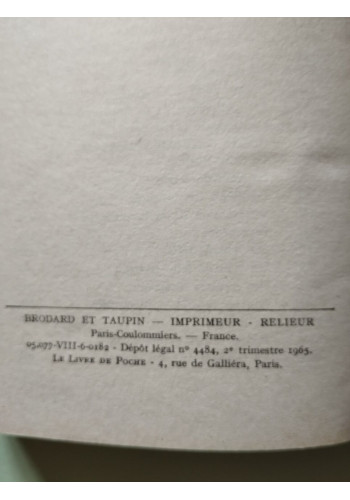 BRODARD ET TAUPIN — IMPRIMEUR - RELIEUR
Paris-Coulommiers. — France.
05.077-VIII-6-0182 - Dépôt légal nº 4484, 2e trimestre 1965.
LE LIVRE DE POCHE - 4, rue de Galliéra, Paris.